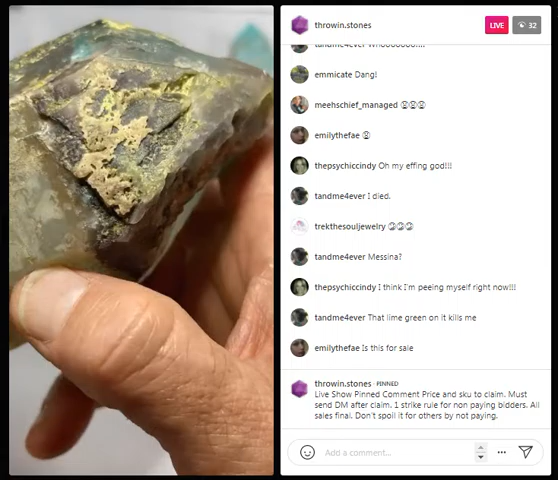 throwin.stones
LIVE
32
tandme4ever
emmicate Dang!
meehschief_managed
emilythefae
thepsychiccindy Oh my effing god!!!
tandme4ever I died.
trekthesouljewelry
tandme4ever Messina?
thepsychiccindy I think I'm peeing myself right now!!!
tandme4ever That lime green on it kills me
emilythefae Is this for sale
throwin.stones · PINNED
Live Show Pinned Comment Price and sku to claim. Must
send DM after claim. 1 strike rule for non paying bidders. All
sales final. Don't spoil it for others by not paying.
Add a comment...